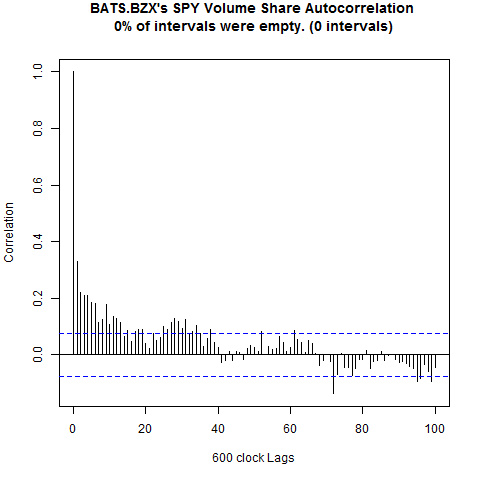 BATS.BZX's SPY Volume Share Autocorrelation
0% of intervals were empty. (0 intervals)
Correlation
1.0
0.8
0.6
0.4
0.2
0.0
0 20 40 60 80 100
600 clock Lags